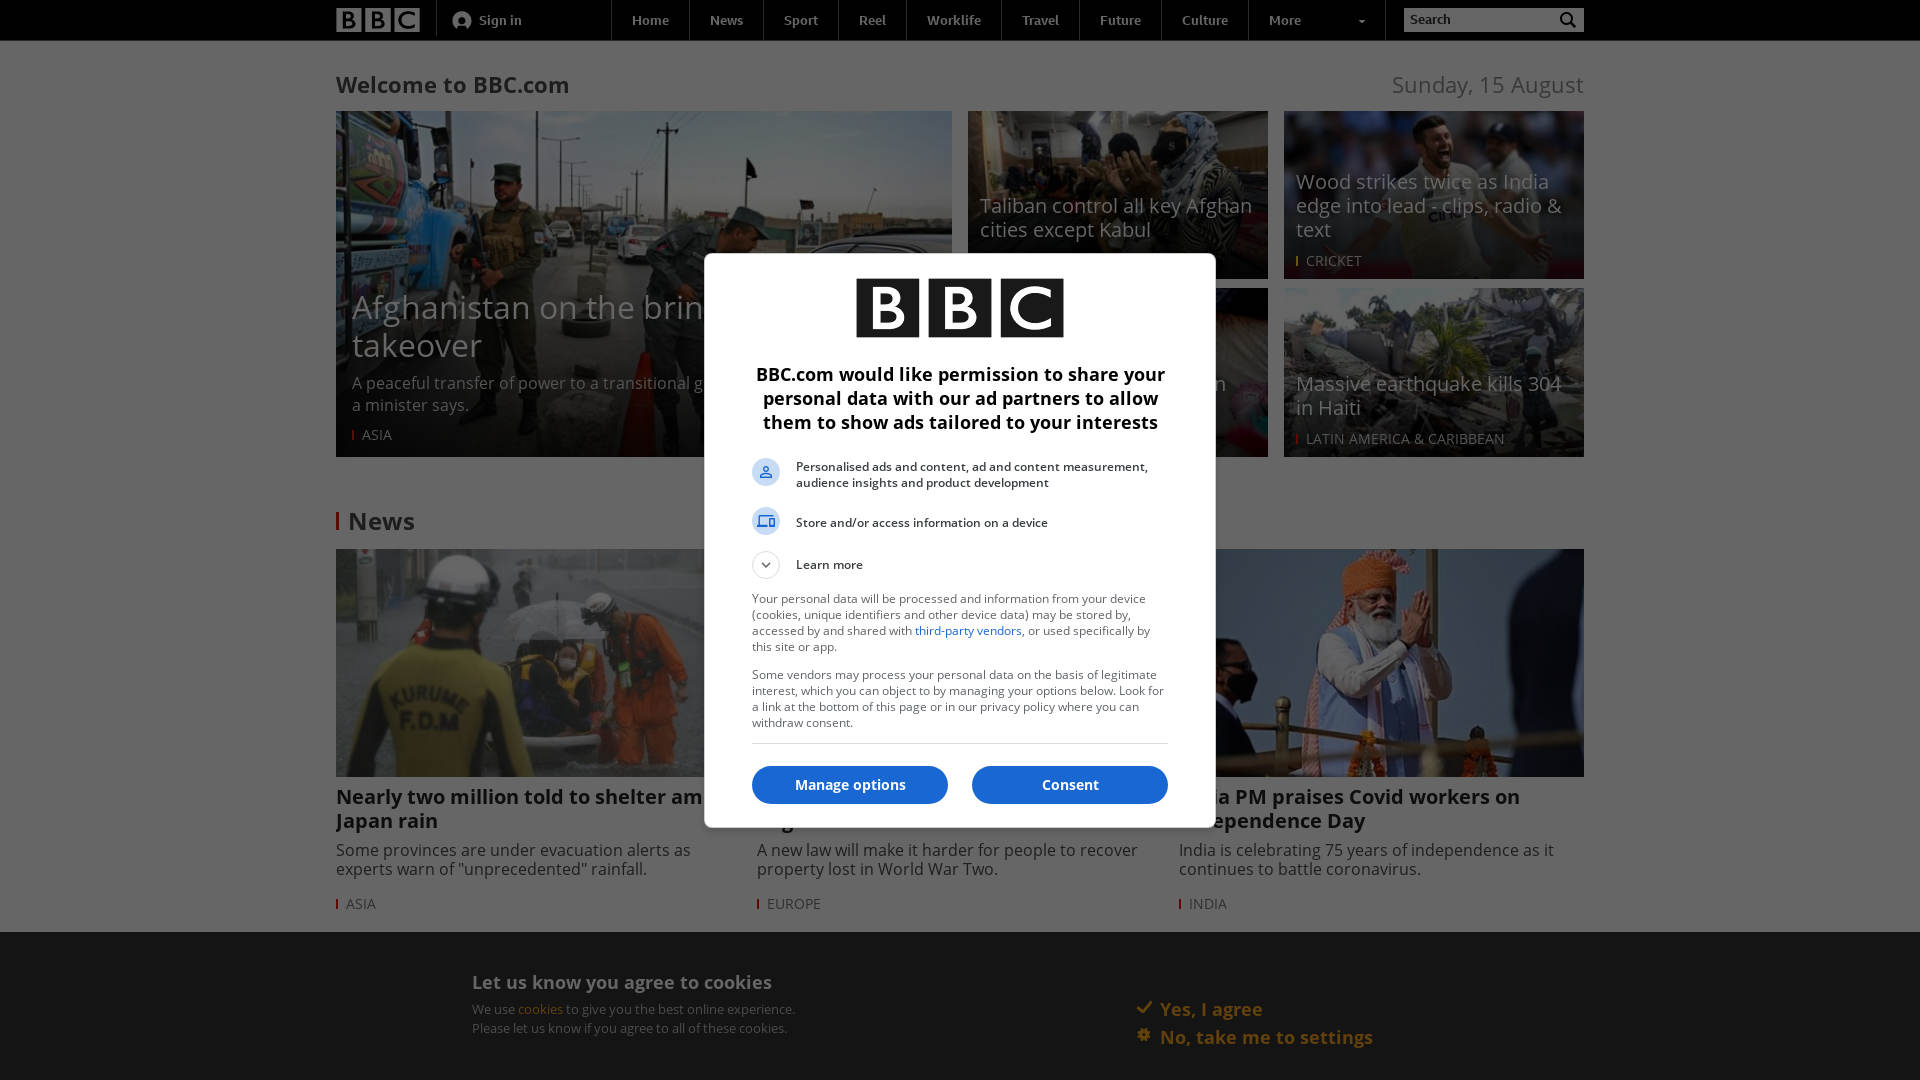 BBC
Sign in
Home
News
Sport
Reel
Worklife
Travel
Future
Culture
More
Search
Welcome to BBC.com
Sunday, 15 August
Afghanistan on the brin
takeover
A peaceful transfer of power to a transitional g
a minister says.
ASIA
Taliban control all key Afghan
cities except Kabul
Wood strikes twice as India
edge into lead - clips, radio &
text
CRICKET
Massive earthquake kills 304
in Haiti
LATIN AMERICA & CARIBBEAN
BBC
BBC.com would like permission to share your
personal data with our ad partners to allow
them to show ads tailored to your interests
Personalised ads and content, ad and content measurement,
audience insights and product development
Store and/or access information on a device
Learn more
Your personal data will be processed and information from your device
(cookies, unique identifiers and other device data) may be stored by,
accessed by and shared with third-party vendors, or used specifically by
this site or app.
Some vendors may process your personal data on the basis of legitimate
interest, which you can object to by managing your options below. Look for
a link at the bottom of this page or in our privacy policy where you can
withdraw consent.
Manage options
Consent
News
KURUME
F.D.M
Nearly two million told to shelter am
Japan rain
Some provinces are under evacuation alerts as
experts warn of "unprecedented" rainfall.
ASIA
A new law will make it harder for people to recover
property lost in World War Two.
EUROPE
a PM praises Covid workers on
ependence Day
India is celebrating 75 years of independence as it
continues to battle coronavirus.
INDIA
Let us know you agree to cookies
We use cookies to give you the best online experience.
Please let us know if you agree to all of these cookies.
Yes, I agree
No, take me to settings